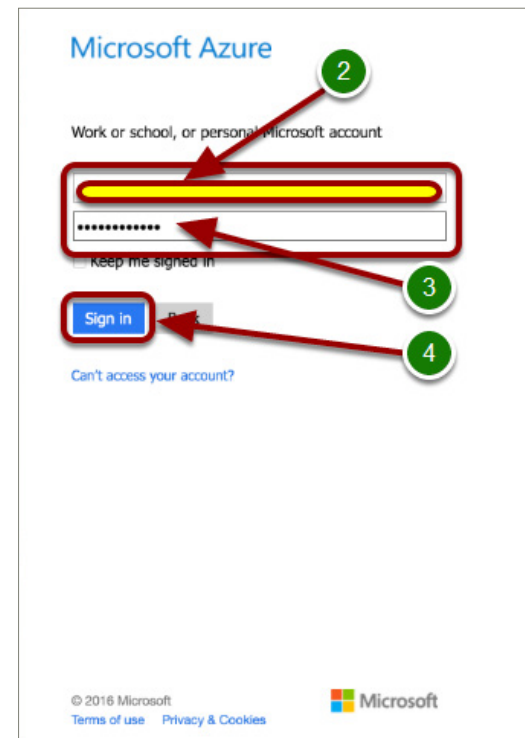 Microsoft Azure
2
Work or school, or personal Microsoft account
••••••••••••
3
Keep me signed in
Sign in
4
Can't access your account?
© 2016 Microsoft
Microsoft
Terms of use Privacy & Cookies